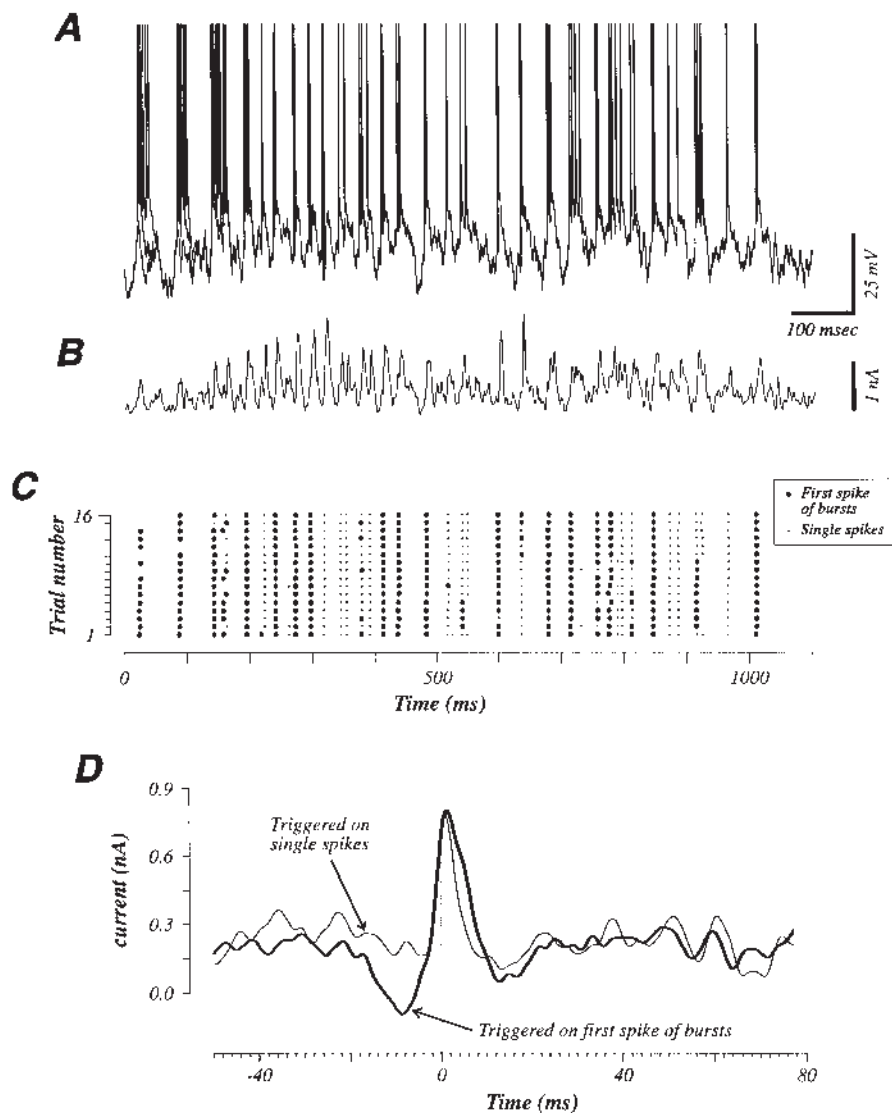 A
25 mV
100 msec
B
1 nA
C
16
Trial number
1
First spike
of bursts
Single spikes
0
500
1000
Time (ms)
D
0.9
0.6
0.3
0.0
current (nA)
Triggered on
single spikes
Triggered on first spike of bursts
-40
0
40
80
Time (ms)